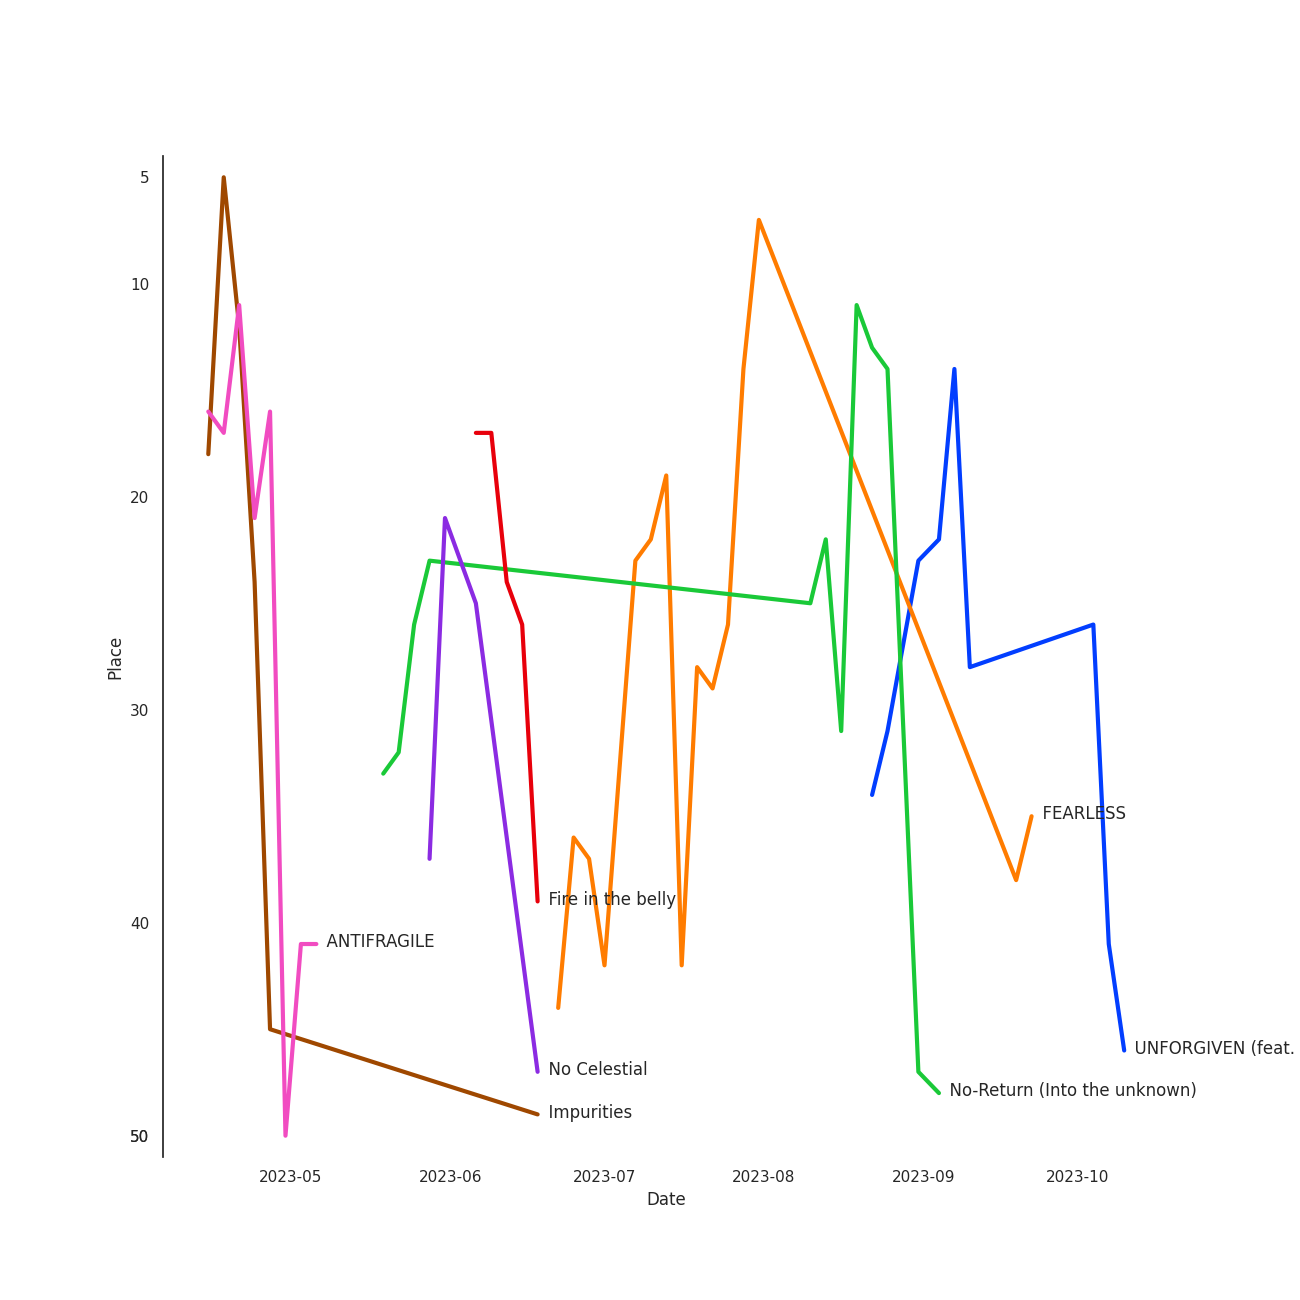 5
10
20
30
40
50
Place
FEARLESS
Fire in the belly
ANTIFRAGILE
UNFORGIVEN (feat.
No Celestial
No-Return (Into the unknown)
Impurities
2023-05
2023-06
2023-07
2023-08
2023-09
2023-10
Date